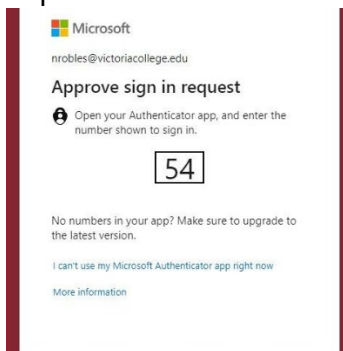 Microsoft
nrobles@victoriacollege.edu
Approve sign in request
Open your Authenticator app, and enter the
number shown to sign in.
54
No numbers in your app? Make sure to upgrade to
the latest version.
I can't use my Microsoft Authenticator app right now
More information